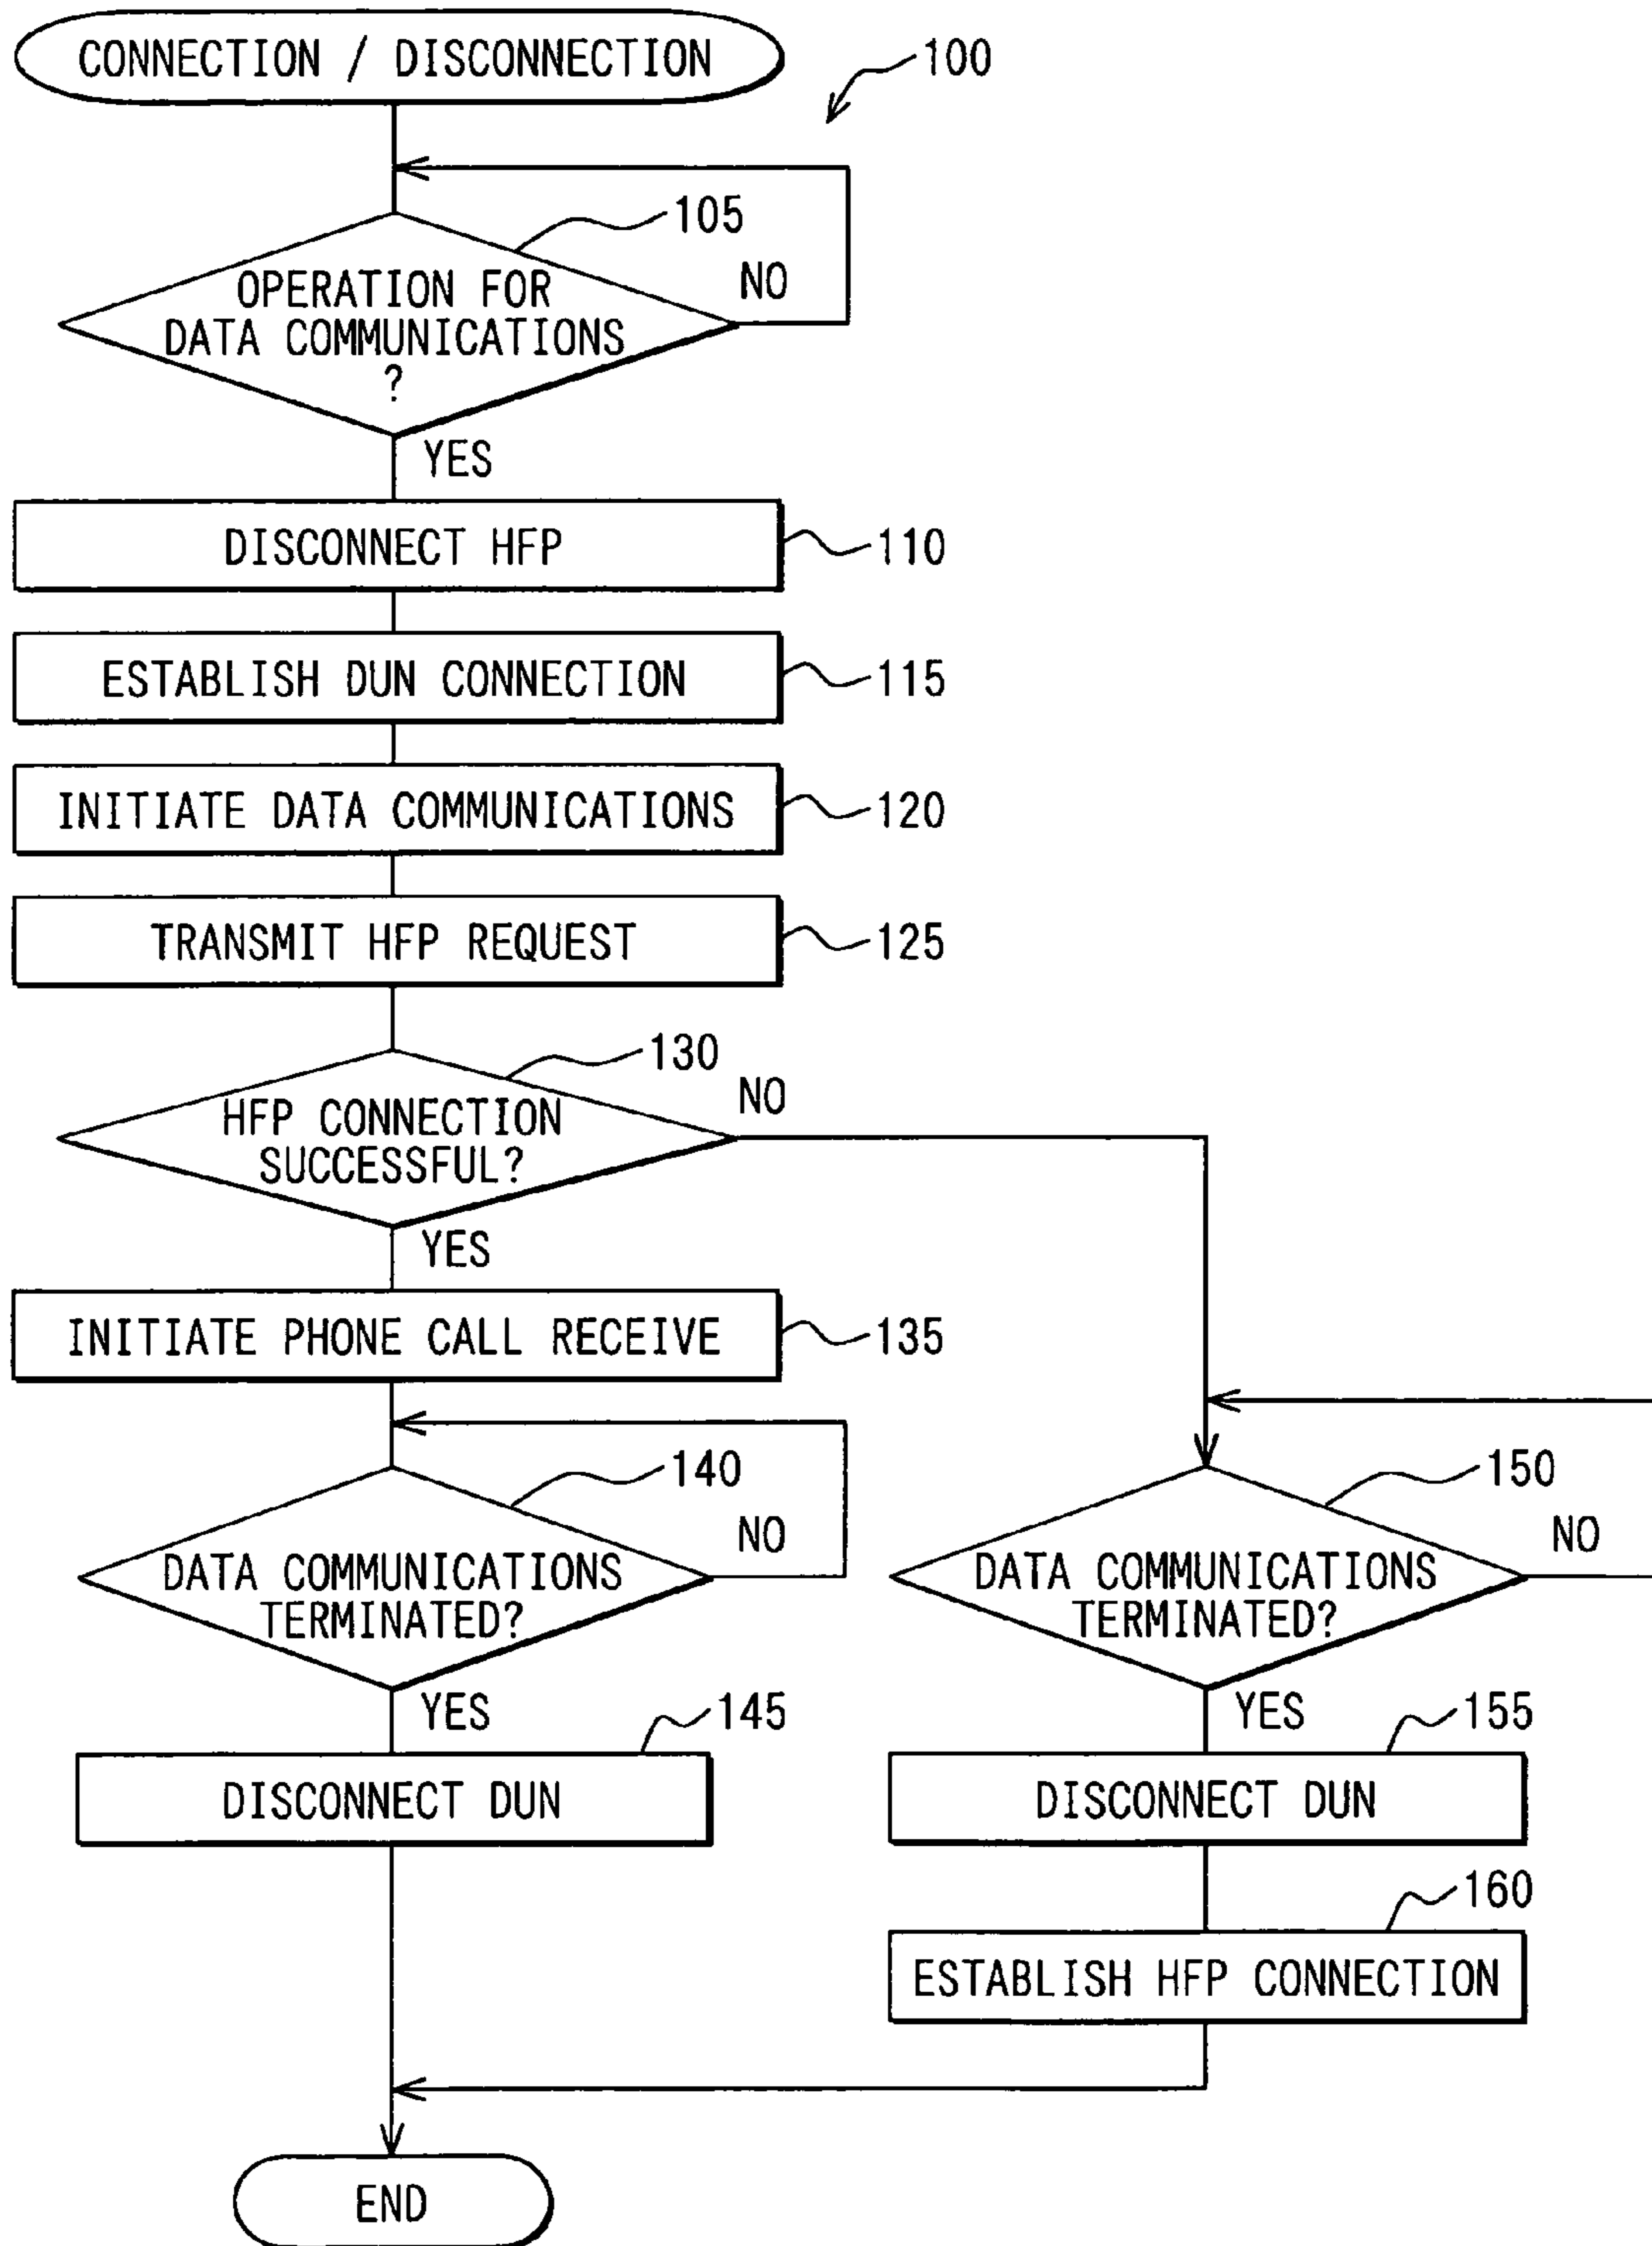 CONNECTION / DISCONNECTION
100
105
OPERATION FOR
DATA COMMUNICATIONS
?
NO
YES
DISCONNECT HFP
110
ESTABLISH DUN CONNECTION
115
INITIATE DATA COMMUNICATIONS
120
TRANSMIT HFP REQUEST
125
130
HFP CONNECTION
SUCCESSFUL?
NO
YES
INITIATE PHONE CALL RECEIVE
135
140
DATA COMMUNICATIONS
TERMINATED?
NO
YES
145
DISCONNECT DUN
150
DATA COMMUNICATIONS
TERMINATED?
NO
YES
155
DISCONNECT DUN
160
ESTABLISH HFP CONNECTION
END